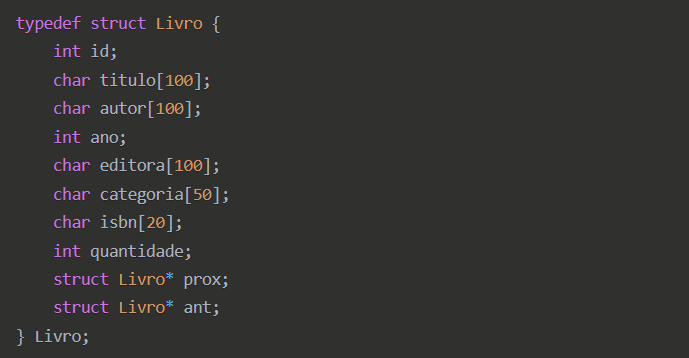 typedef struct Livro {
    int id;
    char titulo[100];
    char autor[100];
    int ano;
    char editora[100];
    char categoria[50];
    char isbn[20];
    int quantidade;
    struct Livro* prox;
    struct Livro* ant;
} Livro;